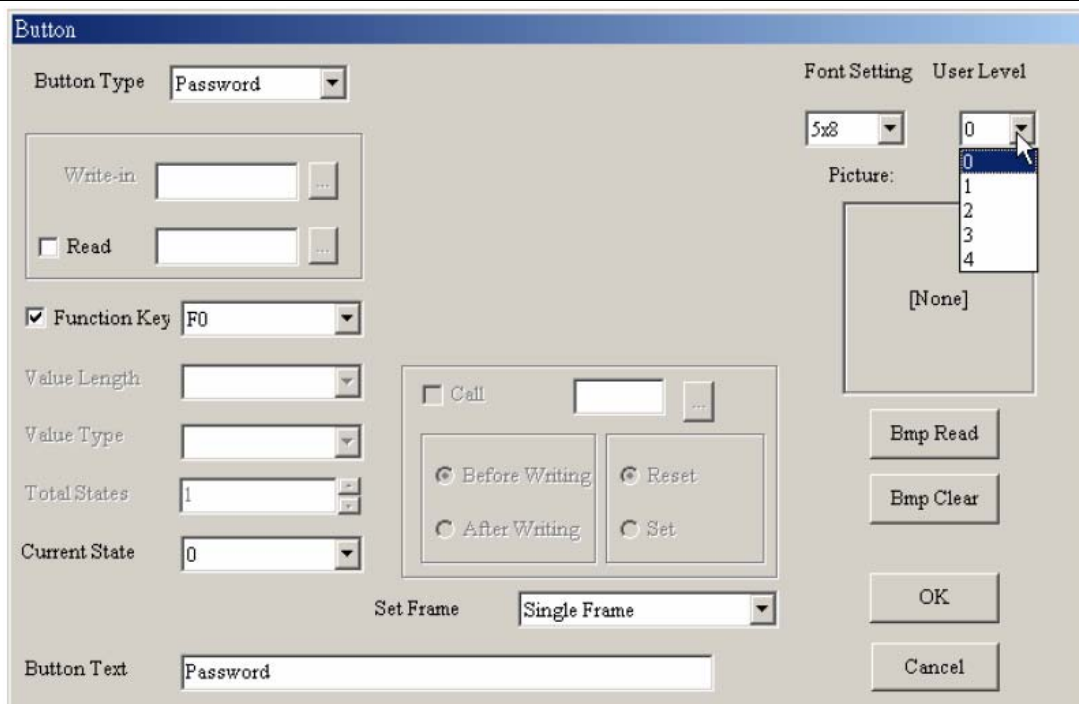 Button
Button Type Password
Font Setting User Level
5x8 0
0
1
2
3
4
Write-in ...
Read ...
Picture:
[None]
Function Key F0
Value Length
Value Type
Total States 1
Current State 0
Call ...
Before Writing Reset
After Writing Set
Bmp Read
Bmp Clear
Set Frame Single Frame
OK
Button Text Password
Cancel